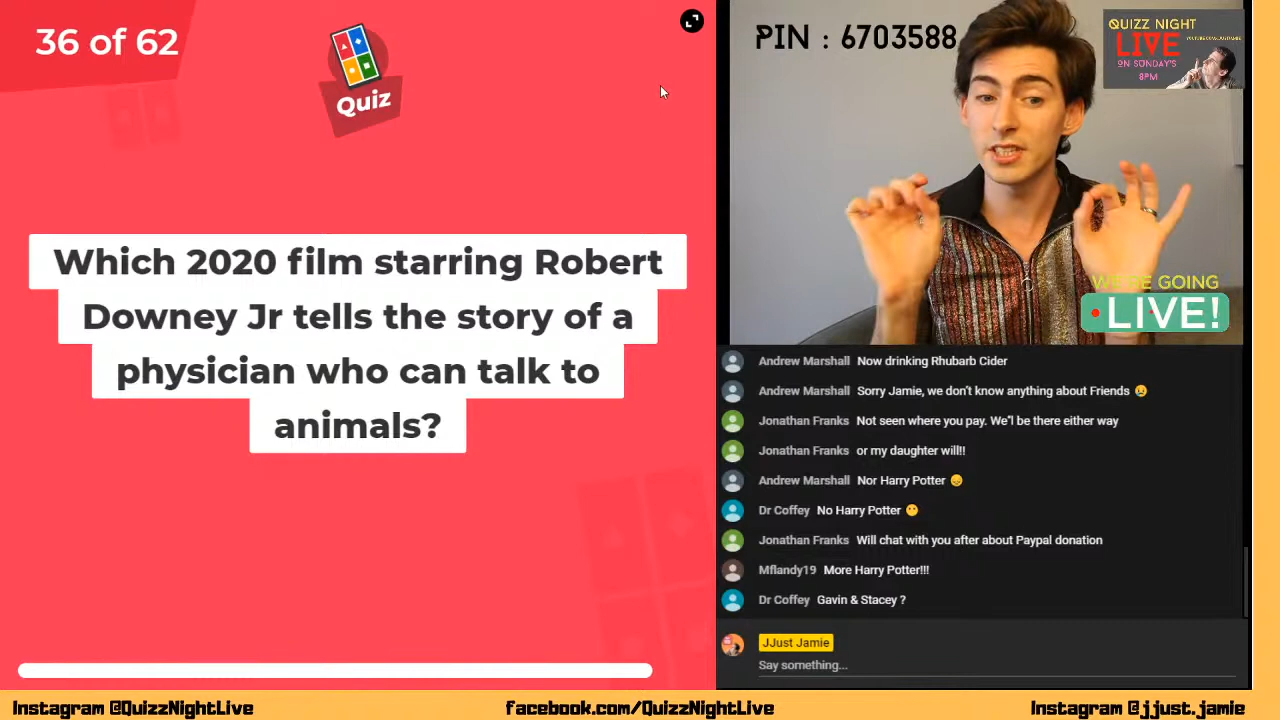 36 of 62
Quiz
Which 2020 film starring Robert
Downey Jr tells the story of a
physician who can talk to
animals?
PIN : 6703588
QUIZZ NIGHT
LIVE
YOUTUBE.COM/JJUSTJAMIE
ON SUNDAY'S
8PM
WE'RE GOING
LIVE!
Andrew Marshall Now drinking Rhubarb Cider
Andrew Marshall Sorry Jamie, we don't know anything about Friends 😥
Jonathan Franks Not seen where you pay. We"l be there either way
Jonathan Franks or my daughter will!!
Andrew Marshall Nor Harry Potter 😞
Dr Coffey No Harry Potter 😶
Jonathan Franks Will chat with you after about Paypal donation
Mflandy19 More Harry Potter!!!
Dr Coffey Gavin & Stacey ?
JJust Jamie
Say something...
Instagram @QuizzNightLive
facebook.com/QuizzNightLive
Instagram @jjust.jamie